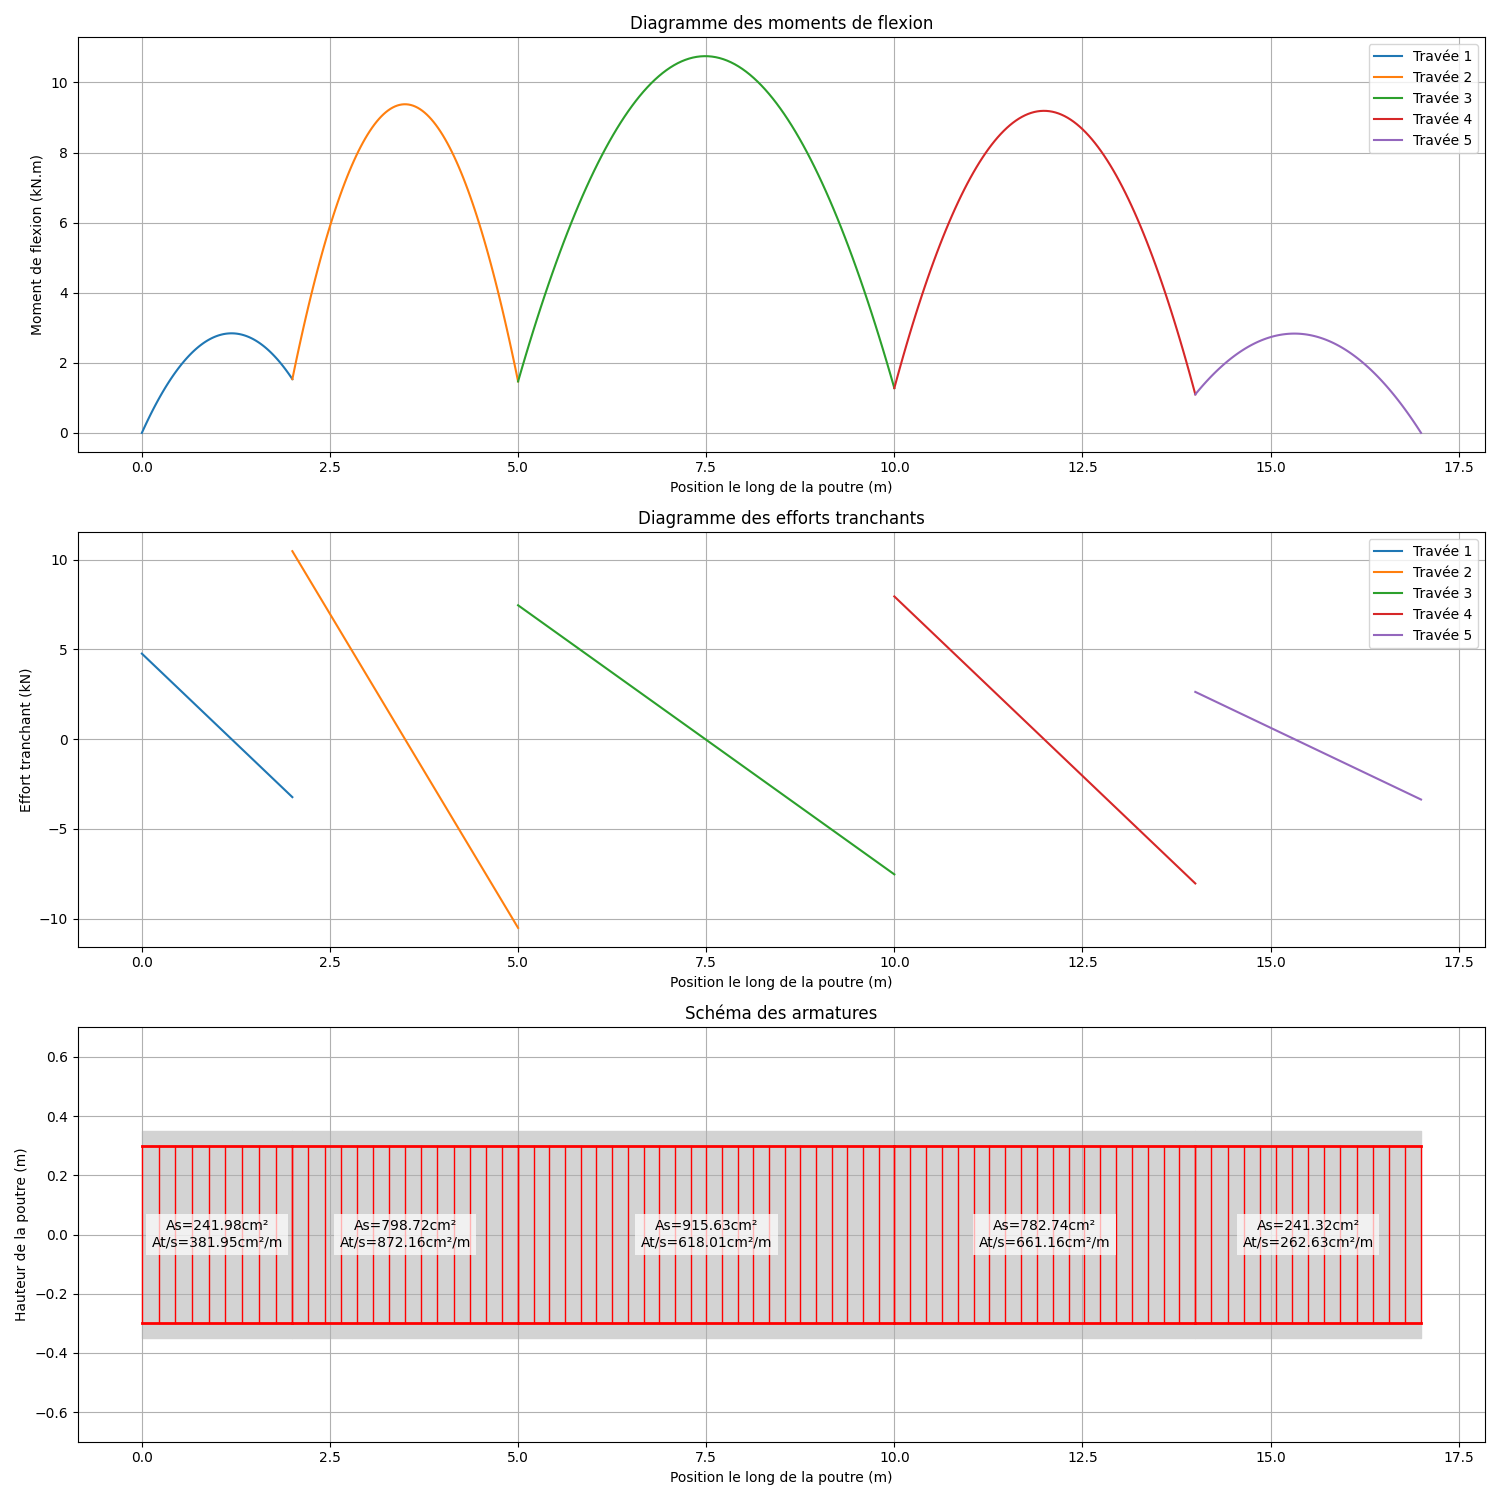 Diagramme des moments de flexion
Moment de flexion (kN.m)
10
8
6
4
2
0
Travée 1
Travée 2
Travée 3
Travée 4
Travée 5
0.0 2.5 5.0 7.5 10.0 12.5 15.0 17.5
Position le long de la poutre (m)
Diagramme des efforts tranchants
Effort tranchant (kN)
10
5
0
−5
−10
Travée 1
Travée 2
Travée 3
Travée 4
Travée 5
0.0 2.5 5.0 7.5 10.0 12.5 15.0 17.5
Position le long de la poutre (m)
Schéma des armatures
Hauteur de la poutre (m)
0.6
0.4
0.2
0.0
−0.2
−0.4
−0.6
As=241.98cm²
At/s=381.95cm²/m
As=798.72cm²
At/s=872.16cm²/m
As=915.63cm²
At/s=618.01cm²/m
As=782.74cm²
At/s=661.16cm²/m
As=241.32cm²
At/s=262.63cm²/m
0.0 2.5 5.0 7.5 10.0 12.5 15.0 17.5
Position le long de la poutre (m)